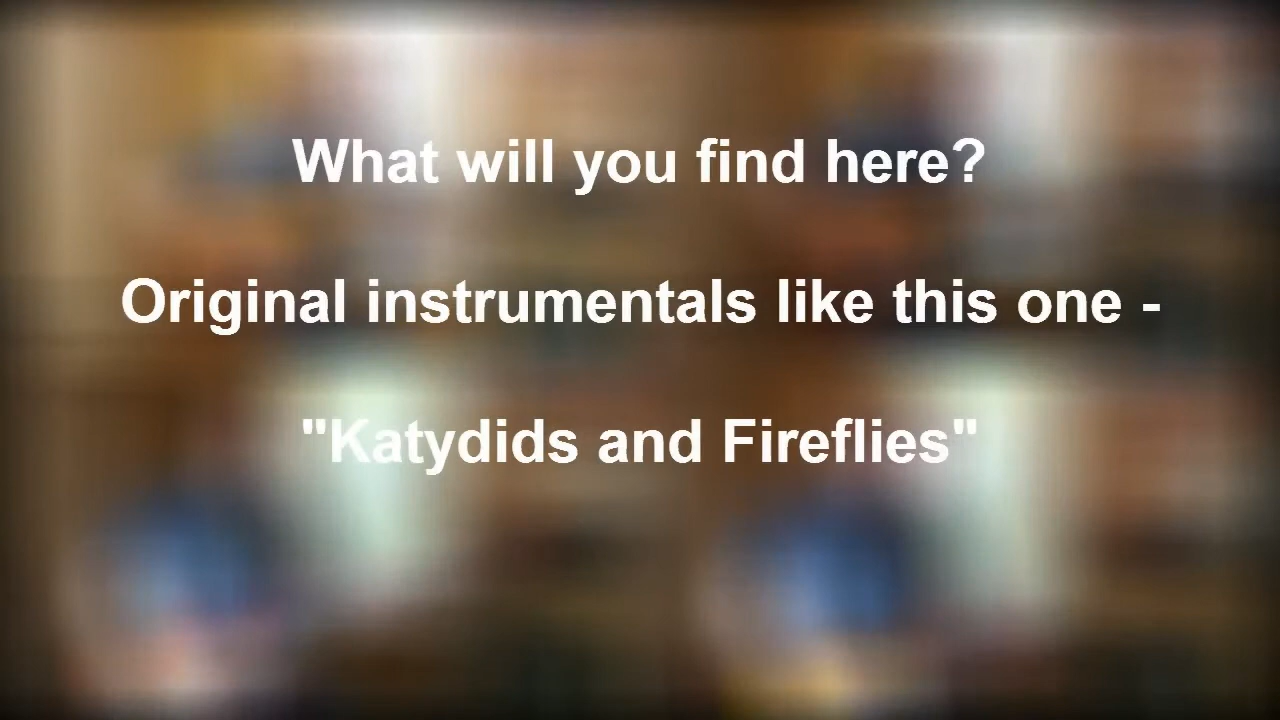 What will you find here?
Original instrumentals like this one -
"Katydids and Fireflies"